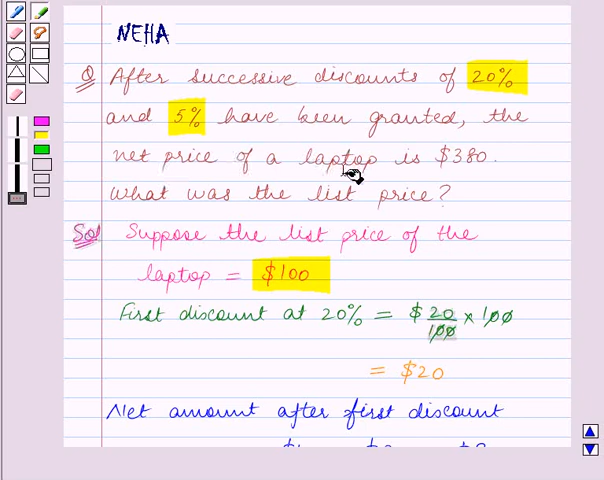 NEHA
Q After successive discounts of 20%
and 5% have been granted, the
net price of a laptop is $380.
What was the list price?
Sol Suppose the list price of the
laptop = $100
First discount at 20% = $ 20/100 × 100
= $20
Net amount after first discount